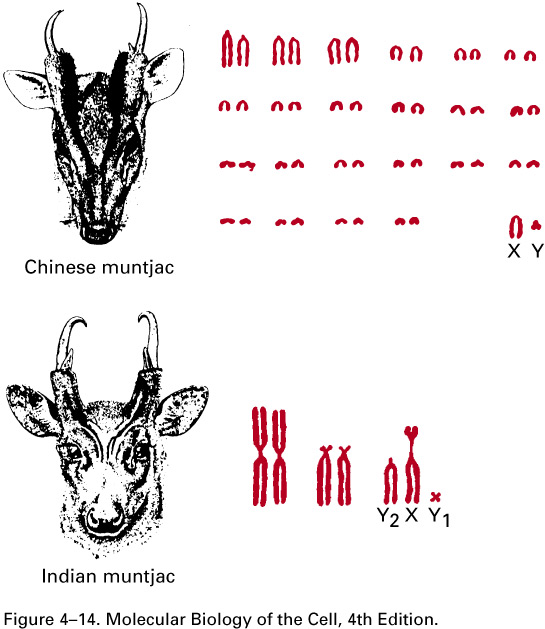 X Y
Chinese muntjac
Y2 X Y1
Indian muntjac
Figure 4–14. Molecular Biology of the Cell, 4th Edition.